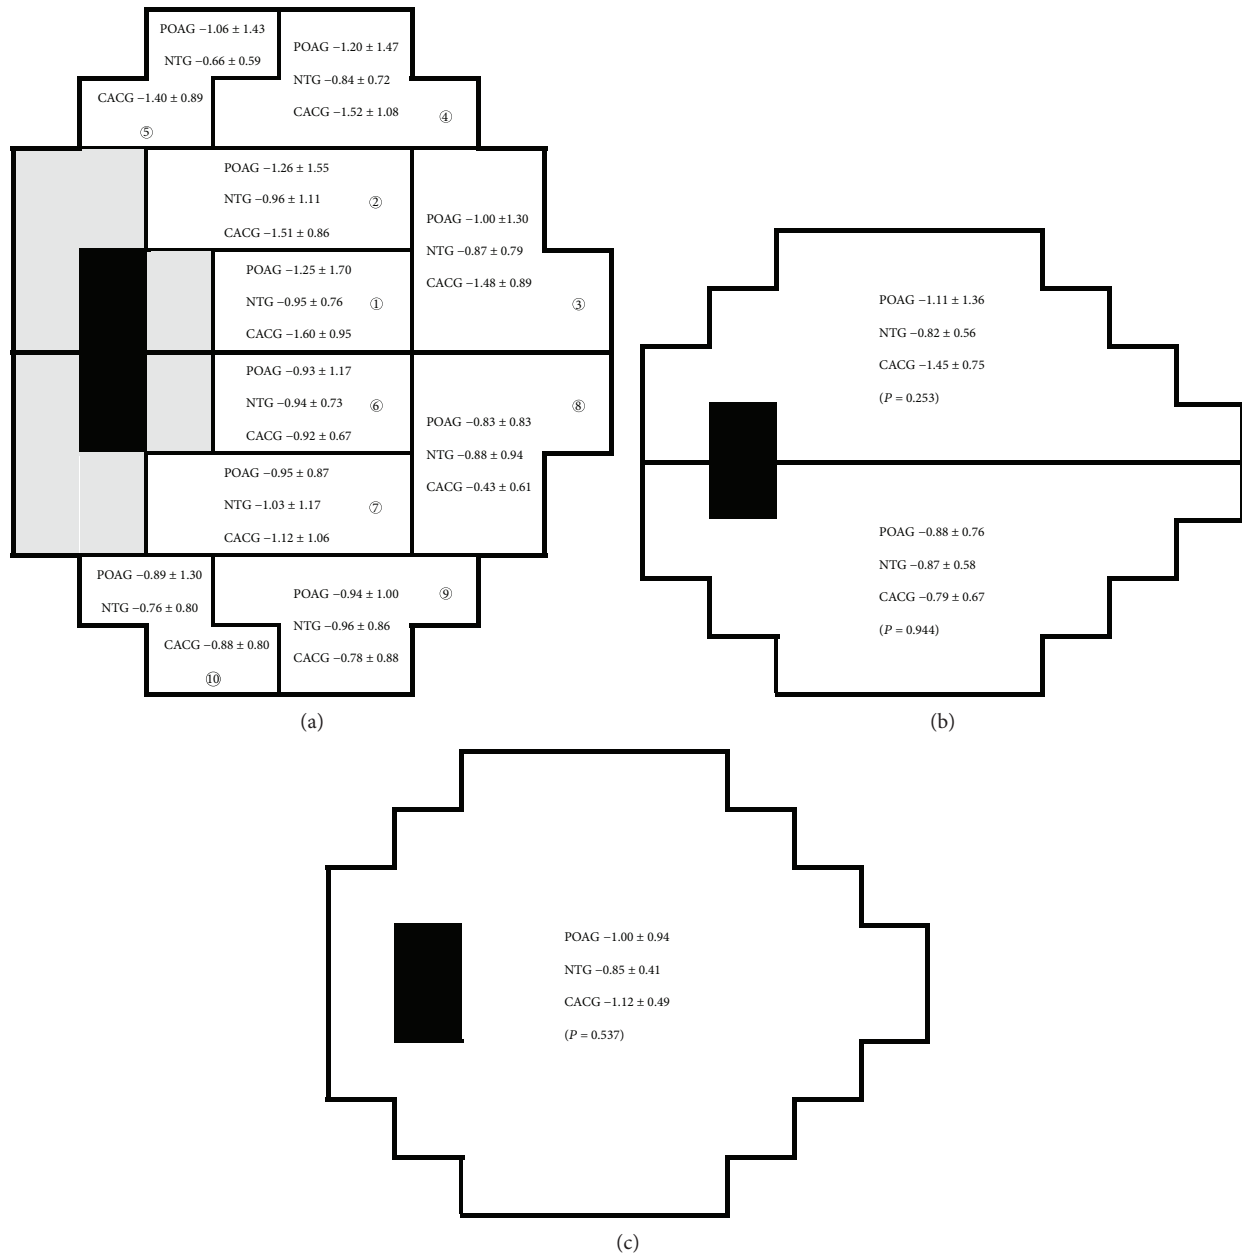 POAG −1.06 ± 1.43
NTG −0.66 ± 0.59
CACG −1.40 ± 0.89
⑤
POAG −1.20 ± 1.47
NTG −0.84 ± 0.72
CACG −1.52 ± 1.08
④
POAG −1.26 ± 1.55
NTG −0.96 ± 1.11
②
CACG −1.51 ± 0.86
POAG −1.00 ±1.30
NTG −0.87 ± 0.79
CACG −1.48 ± 0.89
③
POAG −1.25 ± 1.70
NTG −0.95 ± 0.76
①
CACG −1.60 ± 0.95
POAG −0.93 ± 1.17
NTG −0.94 ± 0.73
⑥
CACG −0.92 ± 0.67
⑧
POAG −0.83 ± 0.83
NTG −0.88 ± 0.94
CACG −0.43 ± 0.61
POAG −0.95 ± 0.87
NTG −1.03 ± 1.17
⑦
CACG −1.12 ± 1.06
POAG −0.89 ± 1.30
NTG −0.76 ± 0.80
CACG −0.88 ± 0.80
⑩
POAG −0.94 ± 1.00
⑨
NTG −0.96 ± 0.86
CACG −0.78 ± 0.88
(a)
POAG −1.11 ± 1.36
NTG −0.82 ± 0.56
CACG −1.45 ± 0.75
(P = 0.253)
POAG −0.88 ± 0.76
NTG −0.87 ± 0.58
CACG −0.79 ± 0.67
(P = 0.944)
(b)
POAG −1.00 ± 0.94
NTG −0.85 ± 0.41
CACG −1.12 ± 0.49
(P = 0.537)
(c)